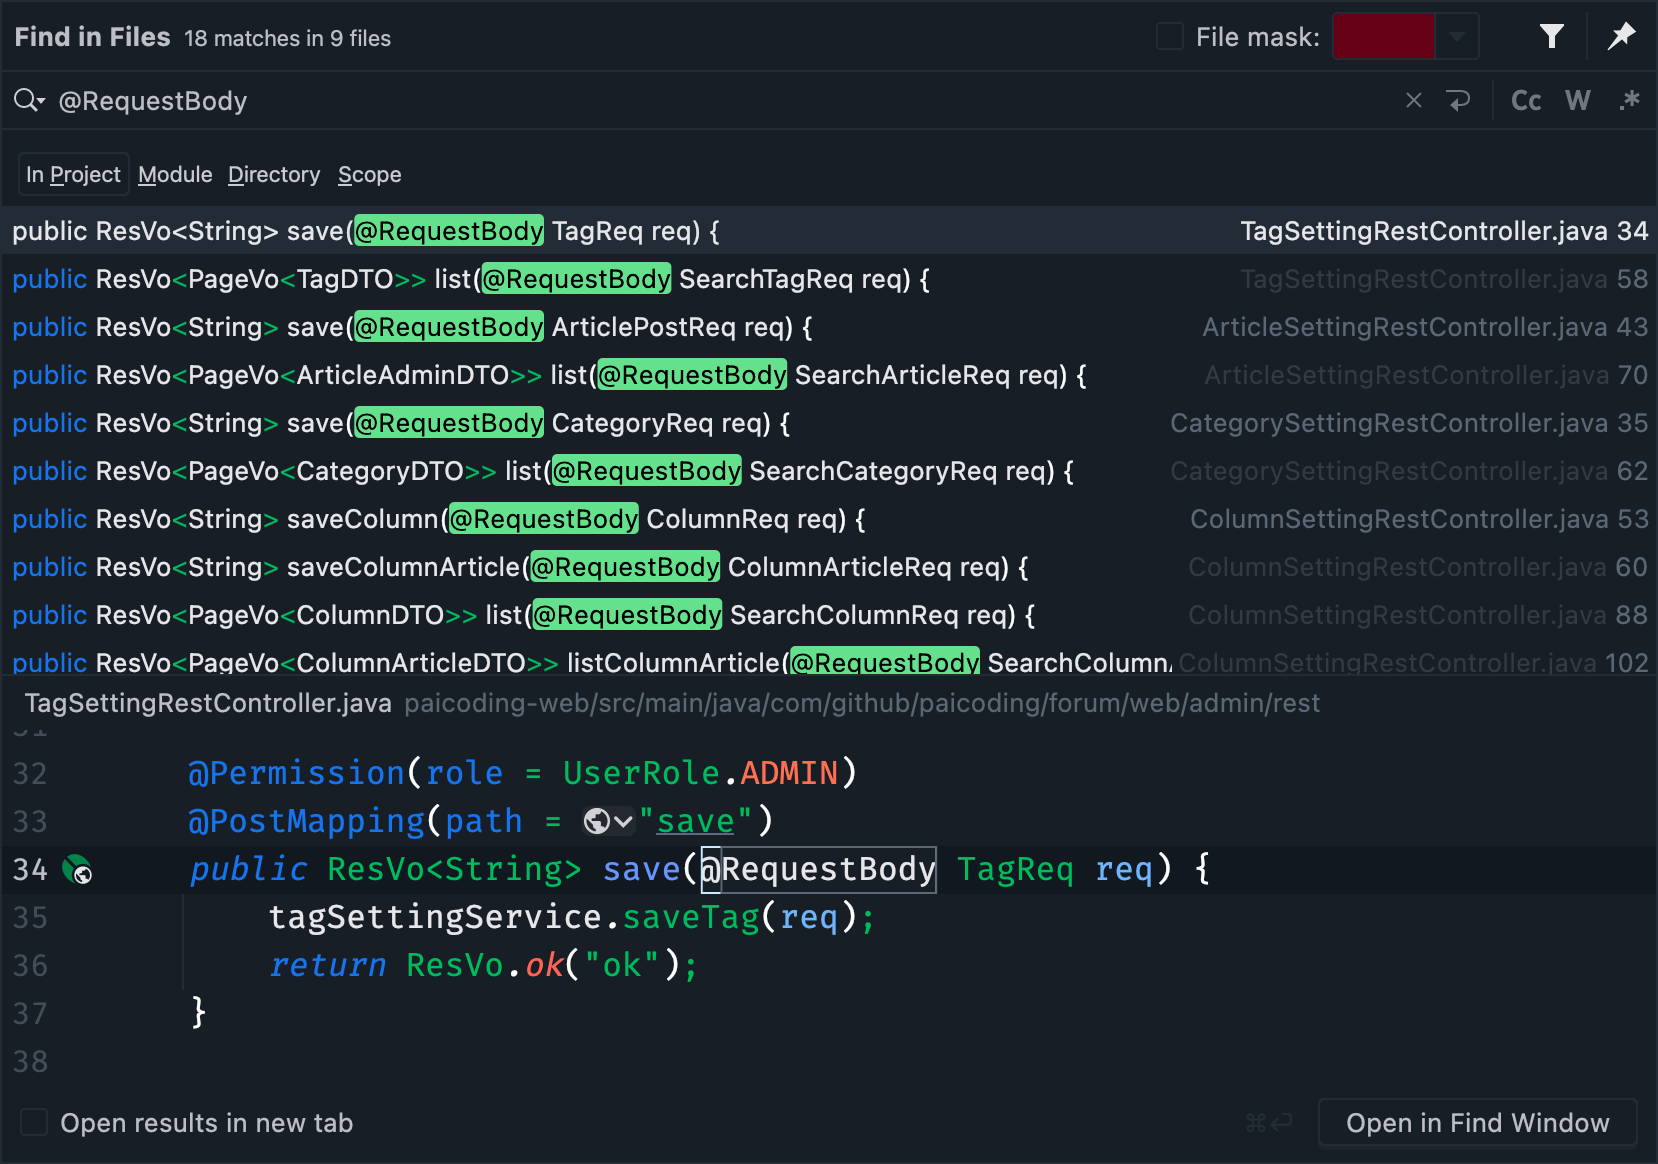 Find in Files 18 matches in 9 files File mask:
@RequestBody Cc W .*
In Project Module Directory Scope
public ResVo<String> save(@RequestBody TagReq req) { TagSettingRestController.java 34
public ResVo<PageVo<TagDTO>> list(@RequestBody SearchTagReq req) { TagSettingRestController.java 58
public ResVo<String> save(@RequestBody ArticlePostReq req) { ArticleSettingRestController.java 43
public ResVo<PageVo<ArticleAdminDTO>> list(@RequestBody SearchArticleReq req) { ArticleSettingRestController.java 70
public ResVo<String> save(@RequestBody CategoryReq req) { CategorySettingRestController.java 35
public ResVo<PageVo<CategoryDTO>> list(@RequestBody SearchCategoryReq req) { CategorySettingRestController.java 62
public ResVo<String> saveColumn(@RequestBody ColumnReq req) { ColumnSettingRestController.java 53
public ResVo<String> saveColumnArticle(@RequestBody ColumnArticleReq req) { ColumnSettingRestController.java 60
public ResVo<PageVo<ColumnDTO>> list(@RequestBody SearchColumnReq req) { ColumnSettingRestController.java 88
public ResVo<PageVo<ColumnArticleDTO>> listColumnArticle(@RequestBody SearchColumn ColumnSettingRestController.java 102
TagSettingRestController.java paicoding-web/src/main/java/com/github/paicoding/forum/web/admin/rest
31
32 @Permission(role = UserRole.ADMIN)
33 @PostMapping(path = "save")
34 public ResVo<String> save(@RequestBody TagReq req) {
35 tagSettingService.saveTag(req);
36 return ResVo.ok("ok");
37 }
38
Open results in new tab ⌘⏎ Open in Find Window